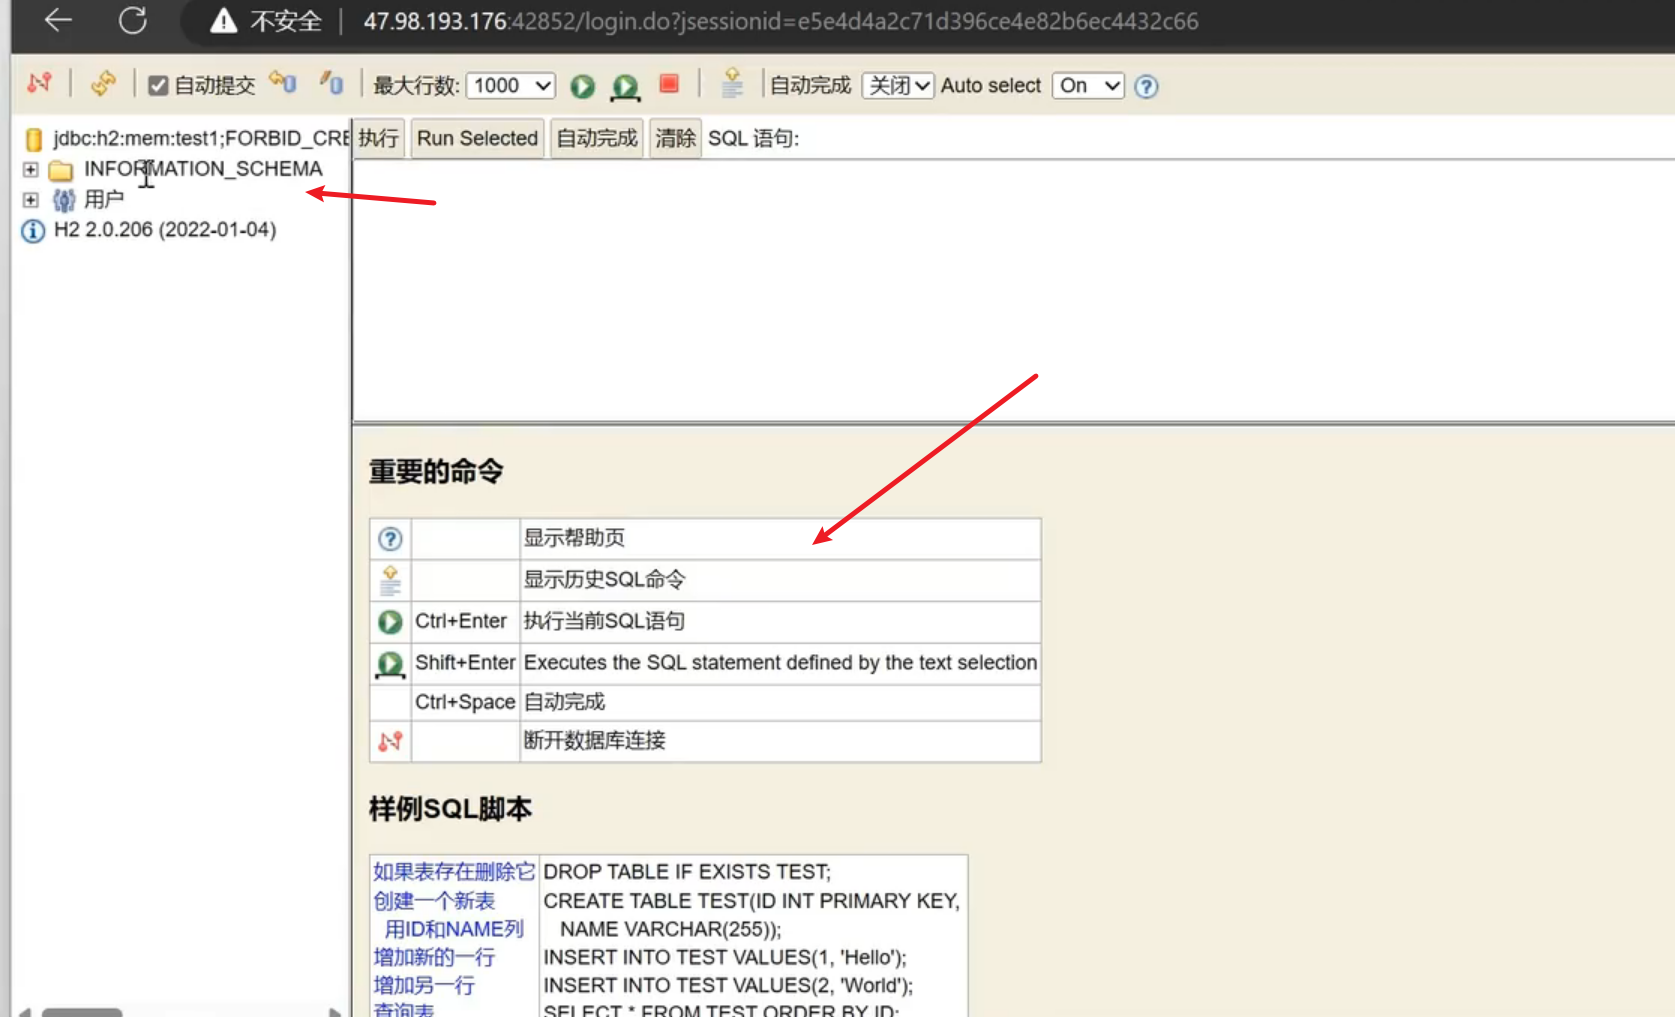 不安全 47.98.193.176:42852/login.do?jsessionid=e5e4d4a2c71d396ce4e82b6ec4432c66
自动提交 最大行数: 1000 自动完成 关闭 Auto select On
jdbc:h2:mem:test1;FORBID_CRE
INFORMATION_SCHEMA
用户
H2 2.0.206 (2022-01-04)
执行 Run Selected 自动完成 清除 SQL 语句:
重要的命令
显示帮助页
显示历史SQL命令
Ctrl+Enter 执行当前SQL语句
Shift+Enter Executes the SQL statement defined by the text selection
Ctrl+Space 自动完成
断开数据库连接
样例SQL脚本
如果表存在删除它 DROP TABLE IF EXISTS TEST;
创建一个新表 CREATE TABLE TEST(ID INT PRIMARY KEY,
用ID和NAME列 NAME VARCHAR(255));
增加新的一行 INSERT INTO TEST VALUES(1, 'Hello');
增加另一行 INSERT INTO TEST VALUES(2, 'World');
查询表 SELECT * FROM TEST ORDER BY ID;